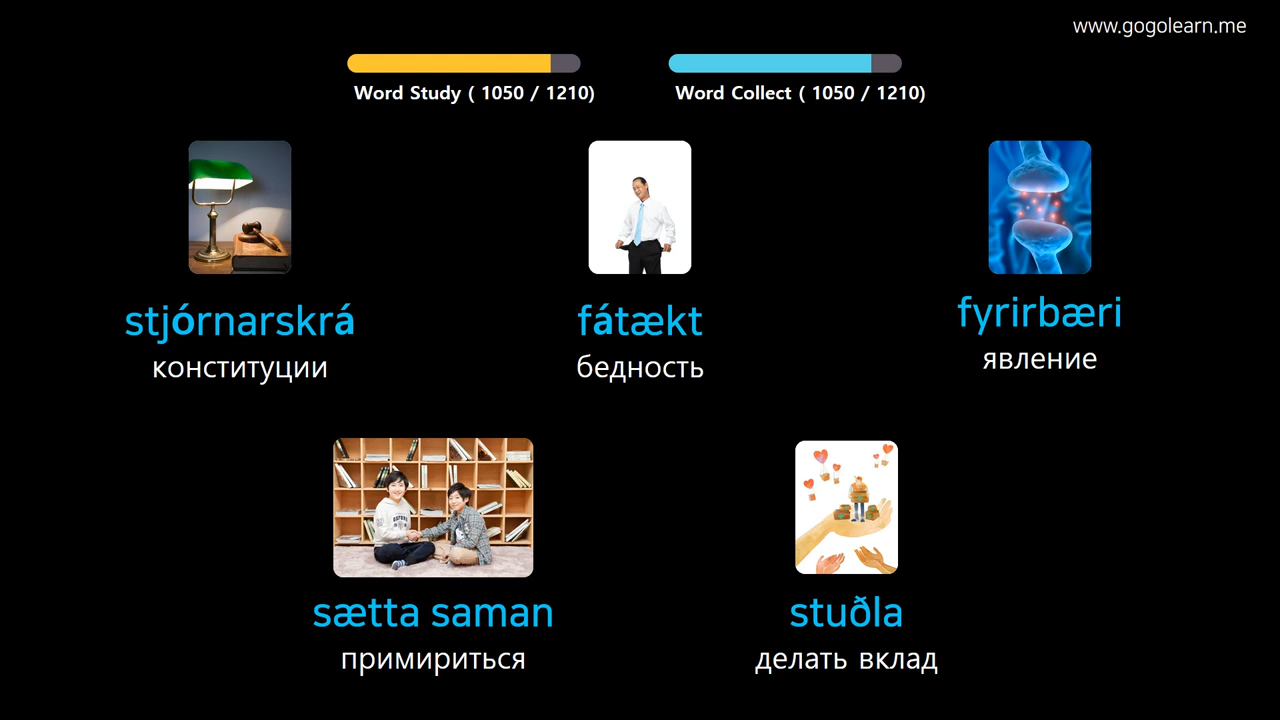 www.gogolearn.me
Word Study ( 1050 / 1210)
Word Collect ( 1050 / 1210)
stjórnarskrá
конституции
fátækt
бедность
fyrirbæri
явление
sætta saman
примириться
stuðla
делать вклад